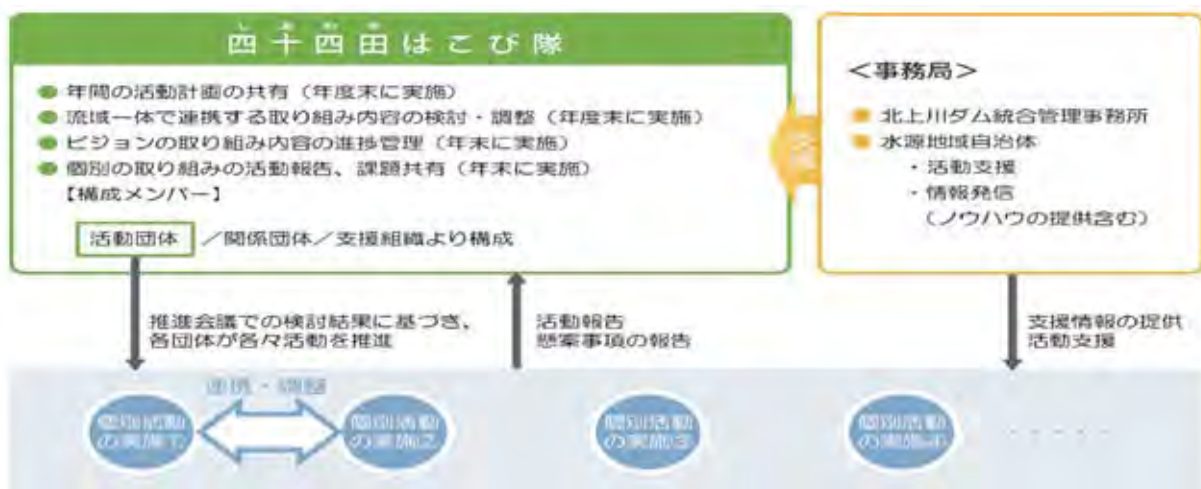 四十四田はこび隊
● 年間の活動計画の共有（年度末に実施）
● 流域一体で連携する取り組み内容の検討・調整（年度末に実施）
● ビジョンの取り組み内容の進捗管理（年末に実施）
● 個別の取り組みの活動報告、課題共有（年末に実施）
【構成メンバー】
活動団体／関係団体／支援組織より構成
＜事務局＞
● 北上川ダム統合管理事務所
● 水源地域自治体
・活動支援
・情報発信
（ノウハウの提供含む）
推進会議での検討結果に基づき、
各団体が各々活動を推進
活動報告
懸案事項の報告
支援情報の提供
活動支援
連携・調整
個別活動
の実施1
個別活動
の実施2
個別活動
の実施3
個別活動
の実施4
・・・・・